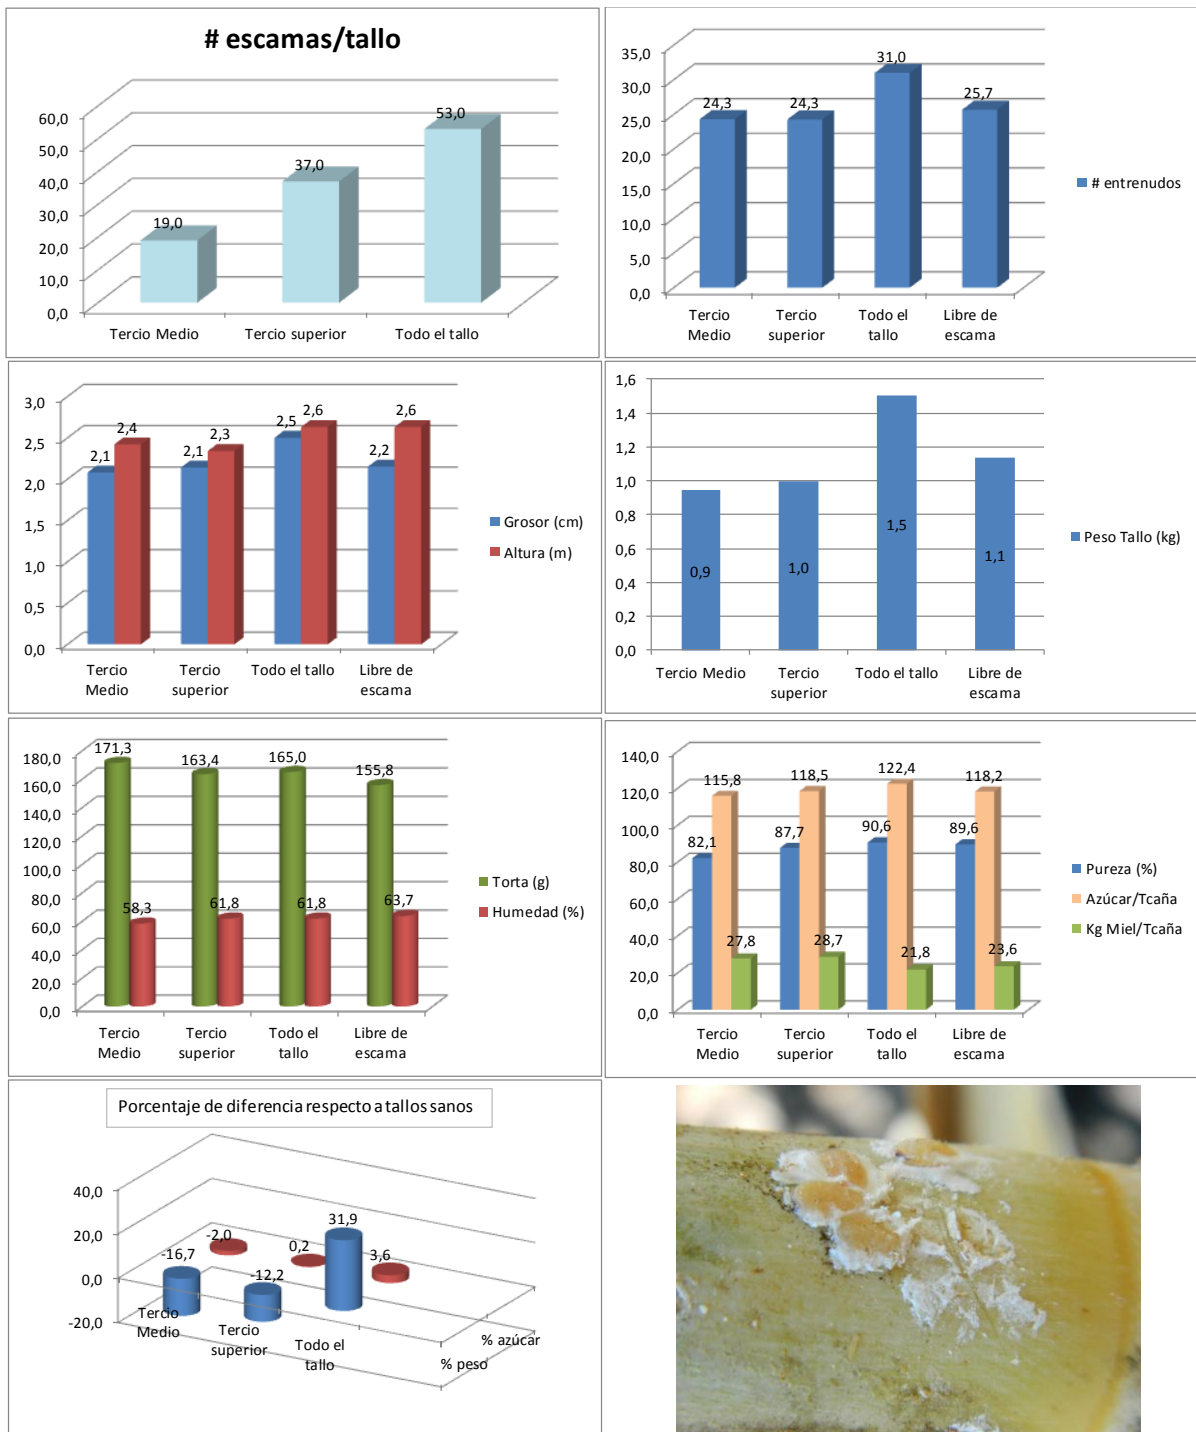 # escamas/tallo
60,0
50,0
40,0
30,0
20,0
10,0
0,0
19,0
37,0
53,0
Tercio Medio
Tercio superior
Todo el tallo
35,0
30,0
25,0
20,0
15,0
10,0
5,0
0,0
24,3
24,3
31,0
25,7
Tercio Medio
Tercio superior
Todo el tallo
Libre de escama
# entrenudos
3,0
2,5
2,0
1,5
1,0
0,5
0,0
2,1
2,4
2,1
2,3
2,5
2,6
2,2
2,6
Tercio Medio
Tercio superior
Todo el tallo
Libre de escama
Grosor (cm)
Altura (m)
1,6
1,4
1,2
1,0
0,8
0,6
0,4
0,2
0,0
0,9
1,0
1,5
1,1
Tercio Medio
Tercio superior
Todo el tallo
Libre de escama
Peso Tallo (kg)
180,0
160,0
140,0
120,0
100,0
80,0
60,0
40,0
20,0
0,0
171,3
163,4
165,0
155,8
58,3
61,8
61,8
63,7
Tercio Medio
Tercio superior
Todo el tallo
Libre de escama
Torta (g)
Humedad (%)
140,0
120,0
100,0
80,0
60,0
40,0
20,0
0,0
82,1
115,8
27,8
87,7
118,5
28,7
90,6
122,4
21,8
89,6
118,2
23,6
Tercio Medio
Tercio superior
Todo el tallo
Libre de escama
Pureza (%)
Azúcar/Tcaña
Kg Miel/Tcaña
Porcentaje de diferencia respecto a tallos sanos
40,0
20,0
0,0
-20,0
-16,7
-2,0
-12,2
0,2
31,9
3,6
Tercio Medio
Tercio superior
Todo el tallo
% peso
% azúcar